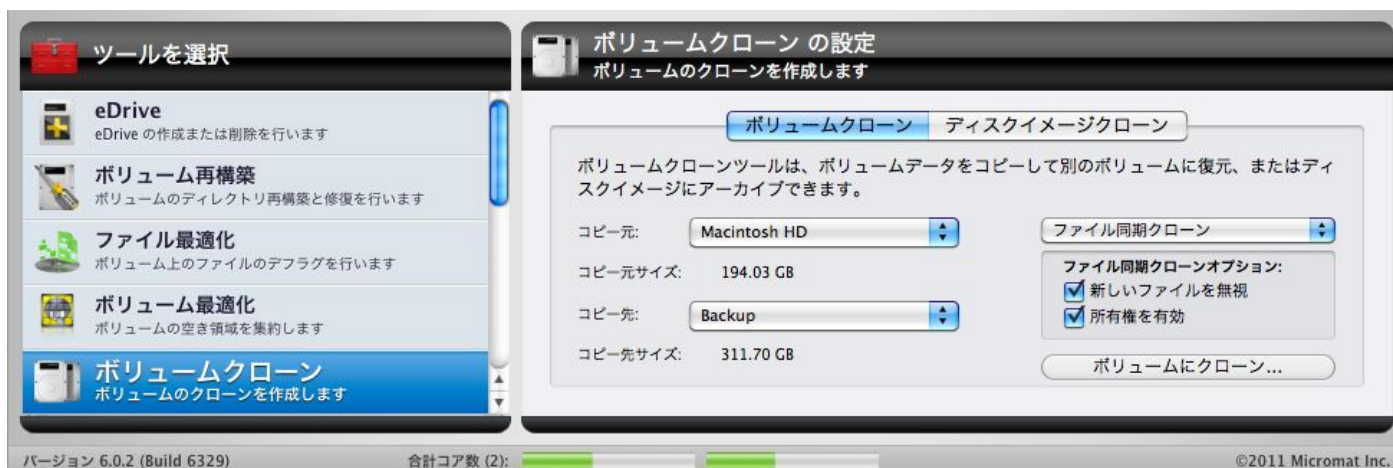 ツールを選択
eDrive
eDrive の作成または削除を行います
ボリューム再構築
ボリュームのディレクトリ再構築と修復を行います
ファイル最適化
ボリューム上のファイルのデフラグを行います
ボリューム最適化
ボリュームの空き領域を集約します
ボリュームクローン
ボリュームのクローンを作成します
ボリュームクローン の設定
ボリュームのクローンを作成します
ボリュームクローン ディスクイメージクローン
ボリュームクローンツールは、ボリュームデータをコピーして別のボリュームに復元、またはディ
スクイメージにアーカイブできます。
コピー元: Macintosh HD
コピー元サイズ: 194.03 GB
コピー先: Backup
コピー先サイズ: 311.70 GB
ファイル同期クローン
ファイル同期クローンオプション:
新しいファイルを無視
所有権を有効
ボリュームにクローン...
バージョン 6.0.2 (Build 6329) 合計コア数 (2): ©2011 Micromat Inc.